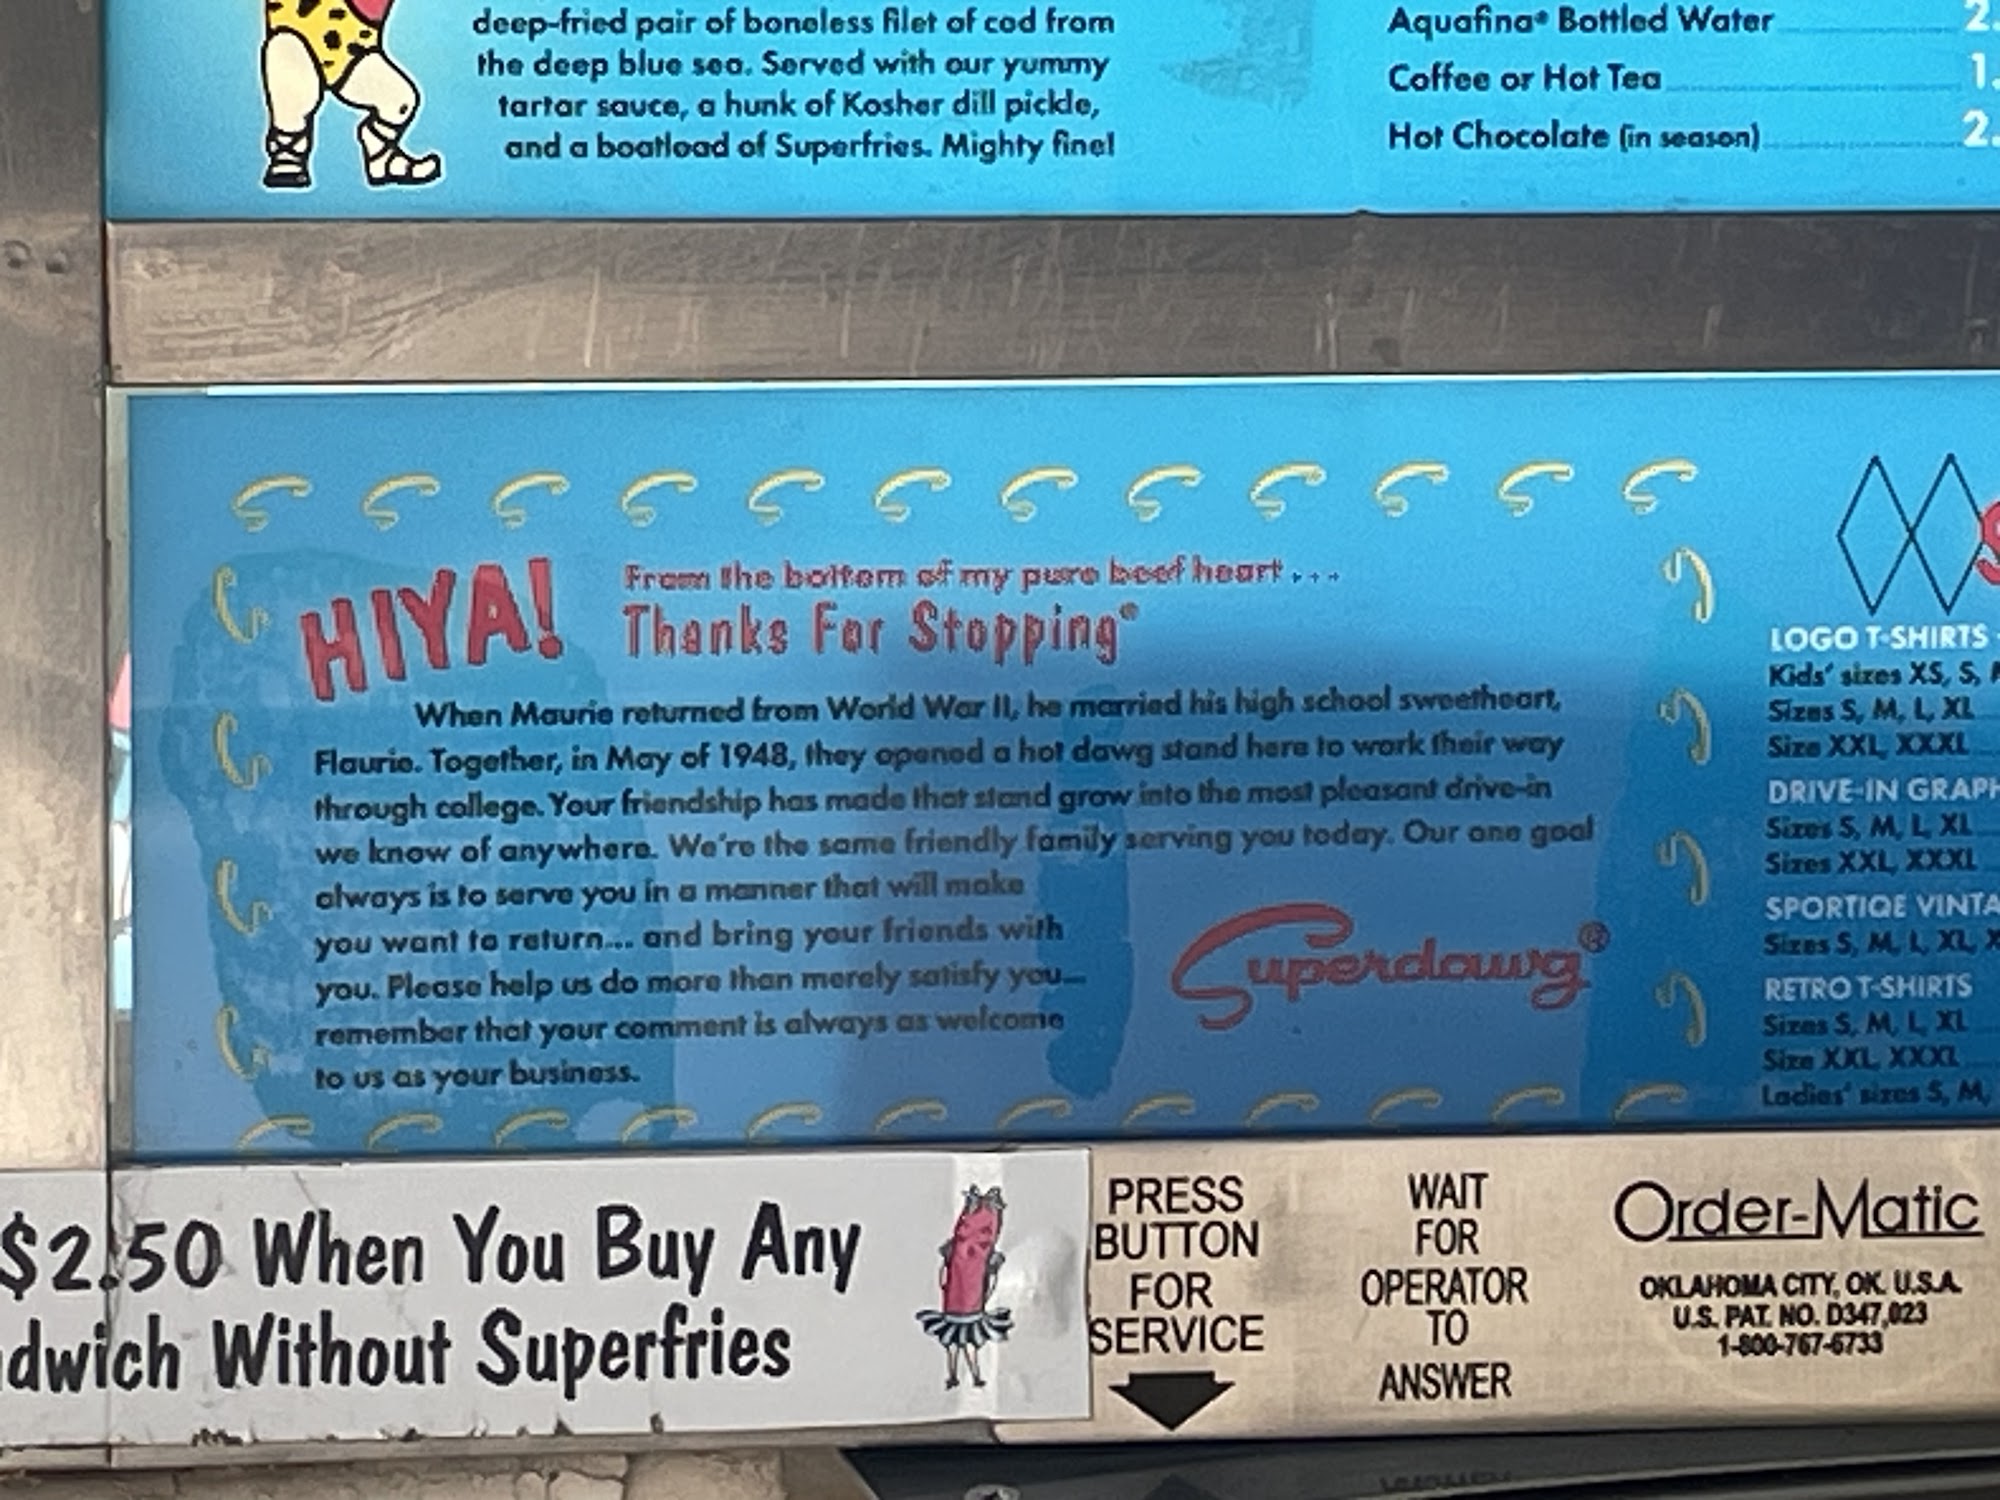 deep-fried pair of boneless filet of cod from
the deep blue sea. Served with our yummy
tartar sauce, a hunk of Kosher dill pickle,
and a boatload of Superfries. Mighty fine!
Aquafina® Bottled Water 2.
Coffee or Hot Tea 1.
Hot Chocolate (in season) 2.
HIYA!
From the bottom of my pure beef heart...
Thanks For Stopping®
When Maurie returned from World War II, he married his high school sweetheart,
Flaurie. Together, in May of 1948, they opened a hot dawg stand here to work their way
through college. Your friendship has made that stand grow into the most pleasant drive-in
we know of anywhere. We're the same friendly family serving you today. Our one goal
always is to serve you in a manner that will make
you want to return... and bring your friends with
you. Please help us do more than merely satisfy you—
remember that your comment is always as welcome
to us as your business.
Superdawg®
LOGO T-SHIRTS
Kids' sizes XS, S,
Sizes S, M, L, XL
Size XXL, XXXL
DRIVE-IN GRAPH
Sizes S, M, L, XL
Sizes XXL, XXXL
SPORTIQE VINTA
Sizes S, M, L, XL,
RETRO T-SHIRTS
Sizes S, M, L, XL
Size XXL, XXXL
Ladies' sizes S, M,
$2.50 When You Buy Any
dwich Without Superfries
PRESS
BUTTON
FOR
SERVICE
WAIT
FOR
OPERATOR
TO
ANSWER
Order-Matic
OKLAHOMA CITY, OK. U.S.A.
U.S. PAT. NO. D347,023
1-800-767-6733